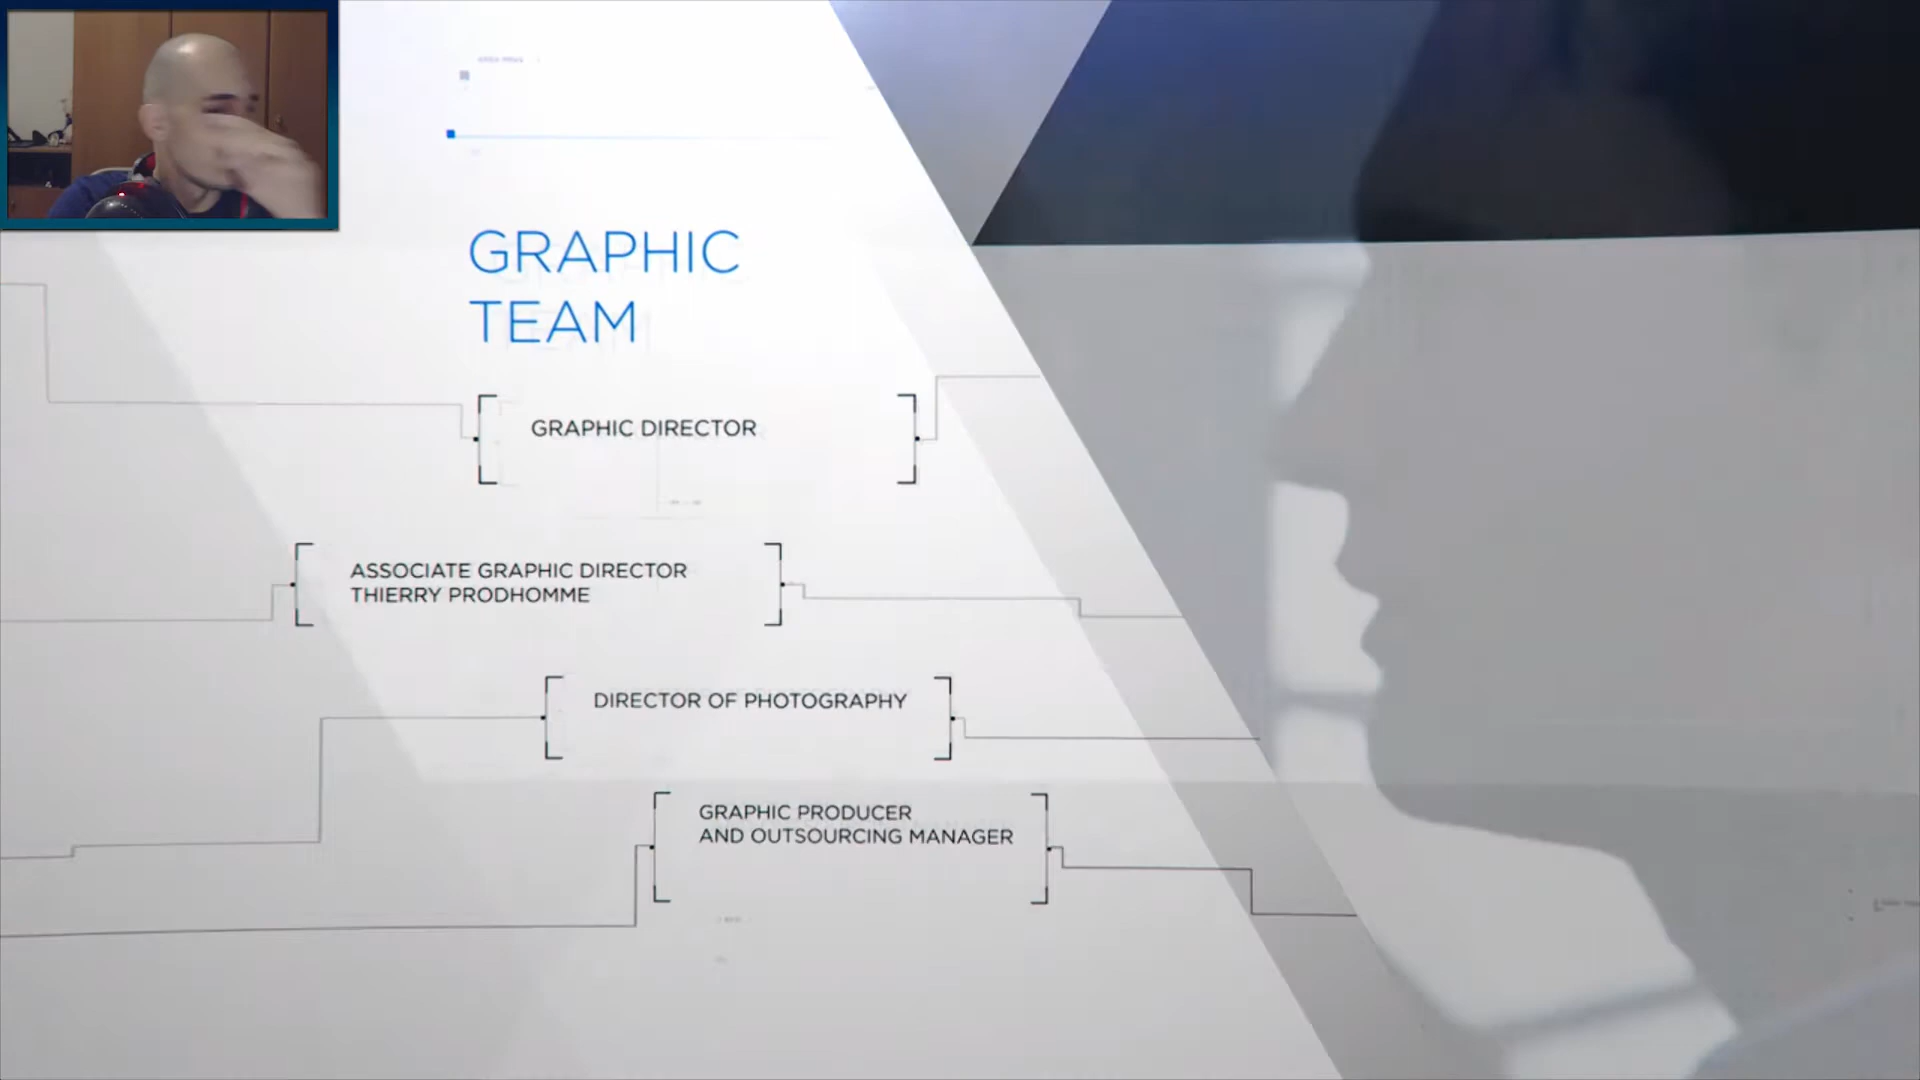 GRAPHIC
TEAM
GRAPHIC DIRECTOR
ASSOCIATE GRAPHIC DIRECTOR
THIERRY PRODHOMME
DIRECTOR OF PHOTOGRAPHY
GRAPHIC PRODUCER
AND OUTSOURCING MANAGER